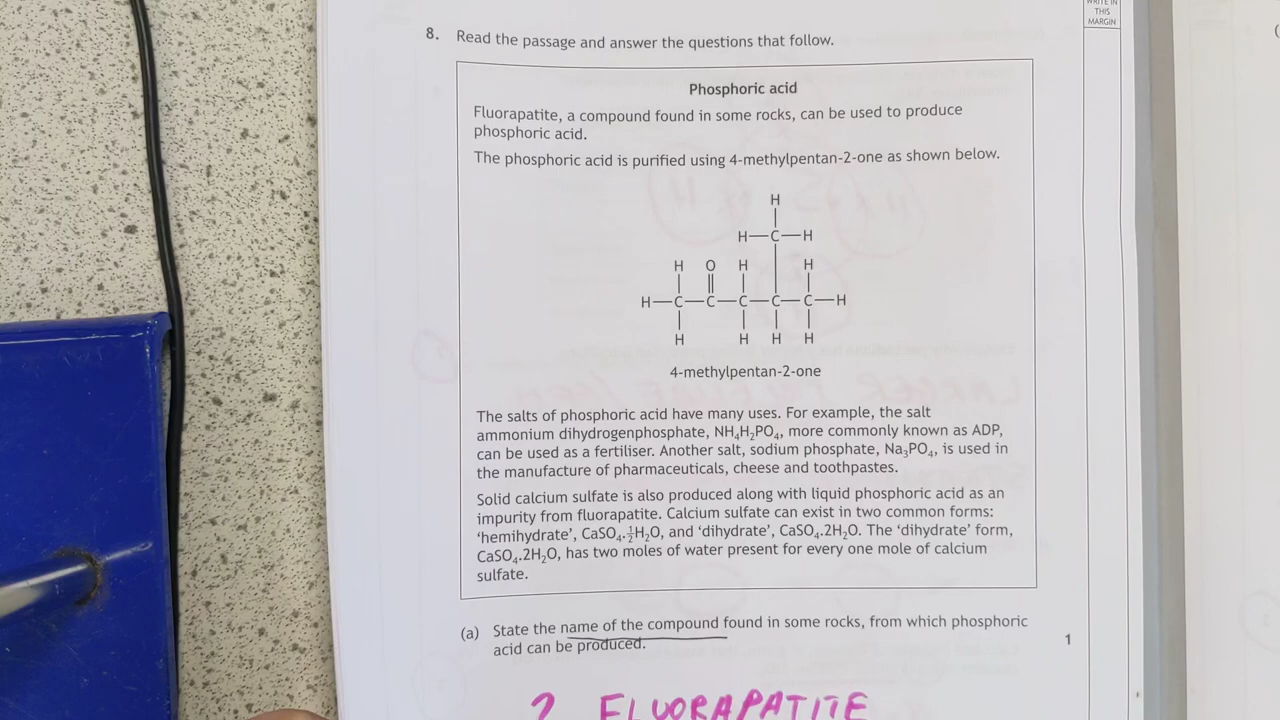 WRITE IN
THIS
MARGIN
8. Read the passage and answer the questions that follow.
Phosphoric acid
Fluorapatite, a compound found in some rocks, can be used to produce
phosphoric acid.
The phosphoric acid is purified using 4-methylpentan-2-one as shown below.
H
H—C—H
H O H H
H—C—C—C—C—C—H
H H H H
4-methylpentan-2-one
The salts of phosphoric acid have many uses. For example, the salt
ammonium dihydrogenphosphate, NH₄H₂PO₄, more commonly known as ADP,
can be used as a fertiliser. Another salt, sodium phosphate, Na₃PO₄, is used in
the manufacture of pharmaceuticals, cheese and toothpastes.
Solid calcium sulfate is also produced along with liquid phosphoric acid as an
impurity from fluorapatite. Calcium sulfate can exist in two common forms:
‘hemihydrate’, CaSO₄.½H₂O, and ‘dihydrate’, CaSO₄.2H₂O. The ‘dihydrate’ form,
CaSO₄.2H₂O, has two moles of water present for every one mole of calcium
sulfate.
(a) State the name of the compound found in some rocks, from which phosphoric
acid can be produced. 1
FLUORAPATITE